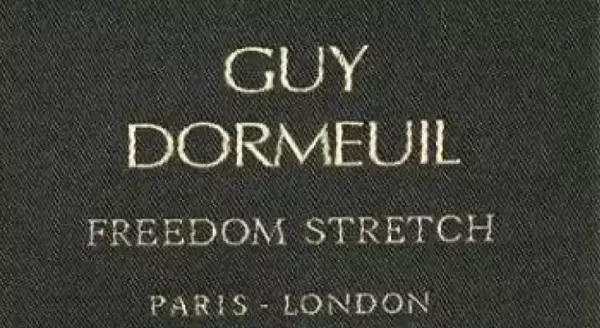 GUY
DORMEUIL
FREEDOM STRETCH
PARIS - LONDON